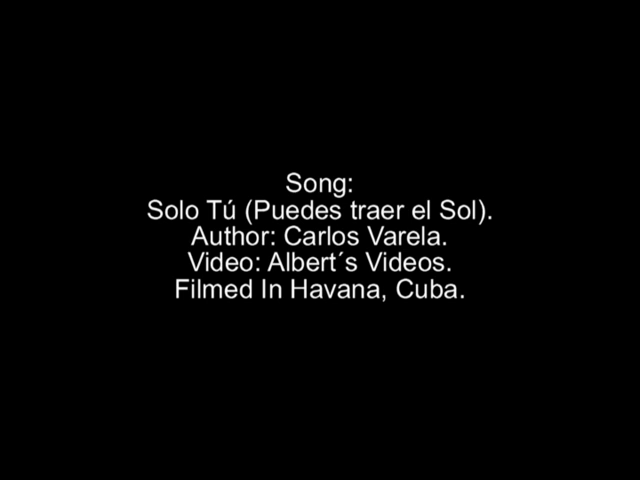 Song:
Solo Tú (Puedes traer el Sol).
Author: Carlos Varela.
Video: Albert´s Videos.
Filmed In Havana, Cuba.